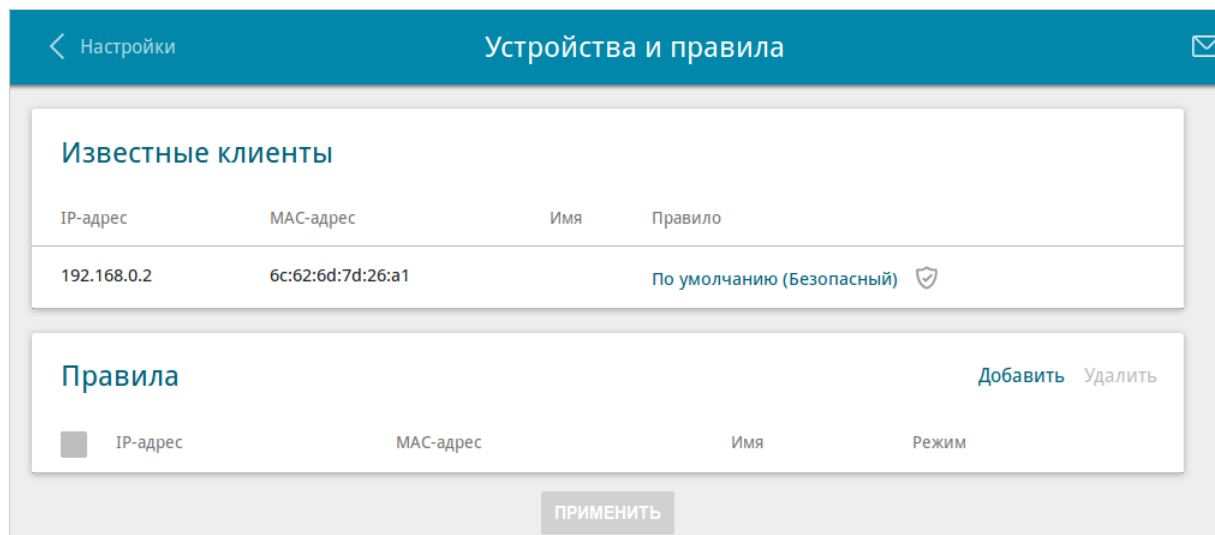 Настройки Устройства и правила
Известные клиенты
IP-адрес MAC-адрес Имя Правило
192.168.0.2 6c:62:6d:7d:26:a1 По умолчанию (Безопасный)
Правила Добавить Удалить
IP-адрес MAC-адрес Имя Режим
ПРИМЕНИТЬ